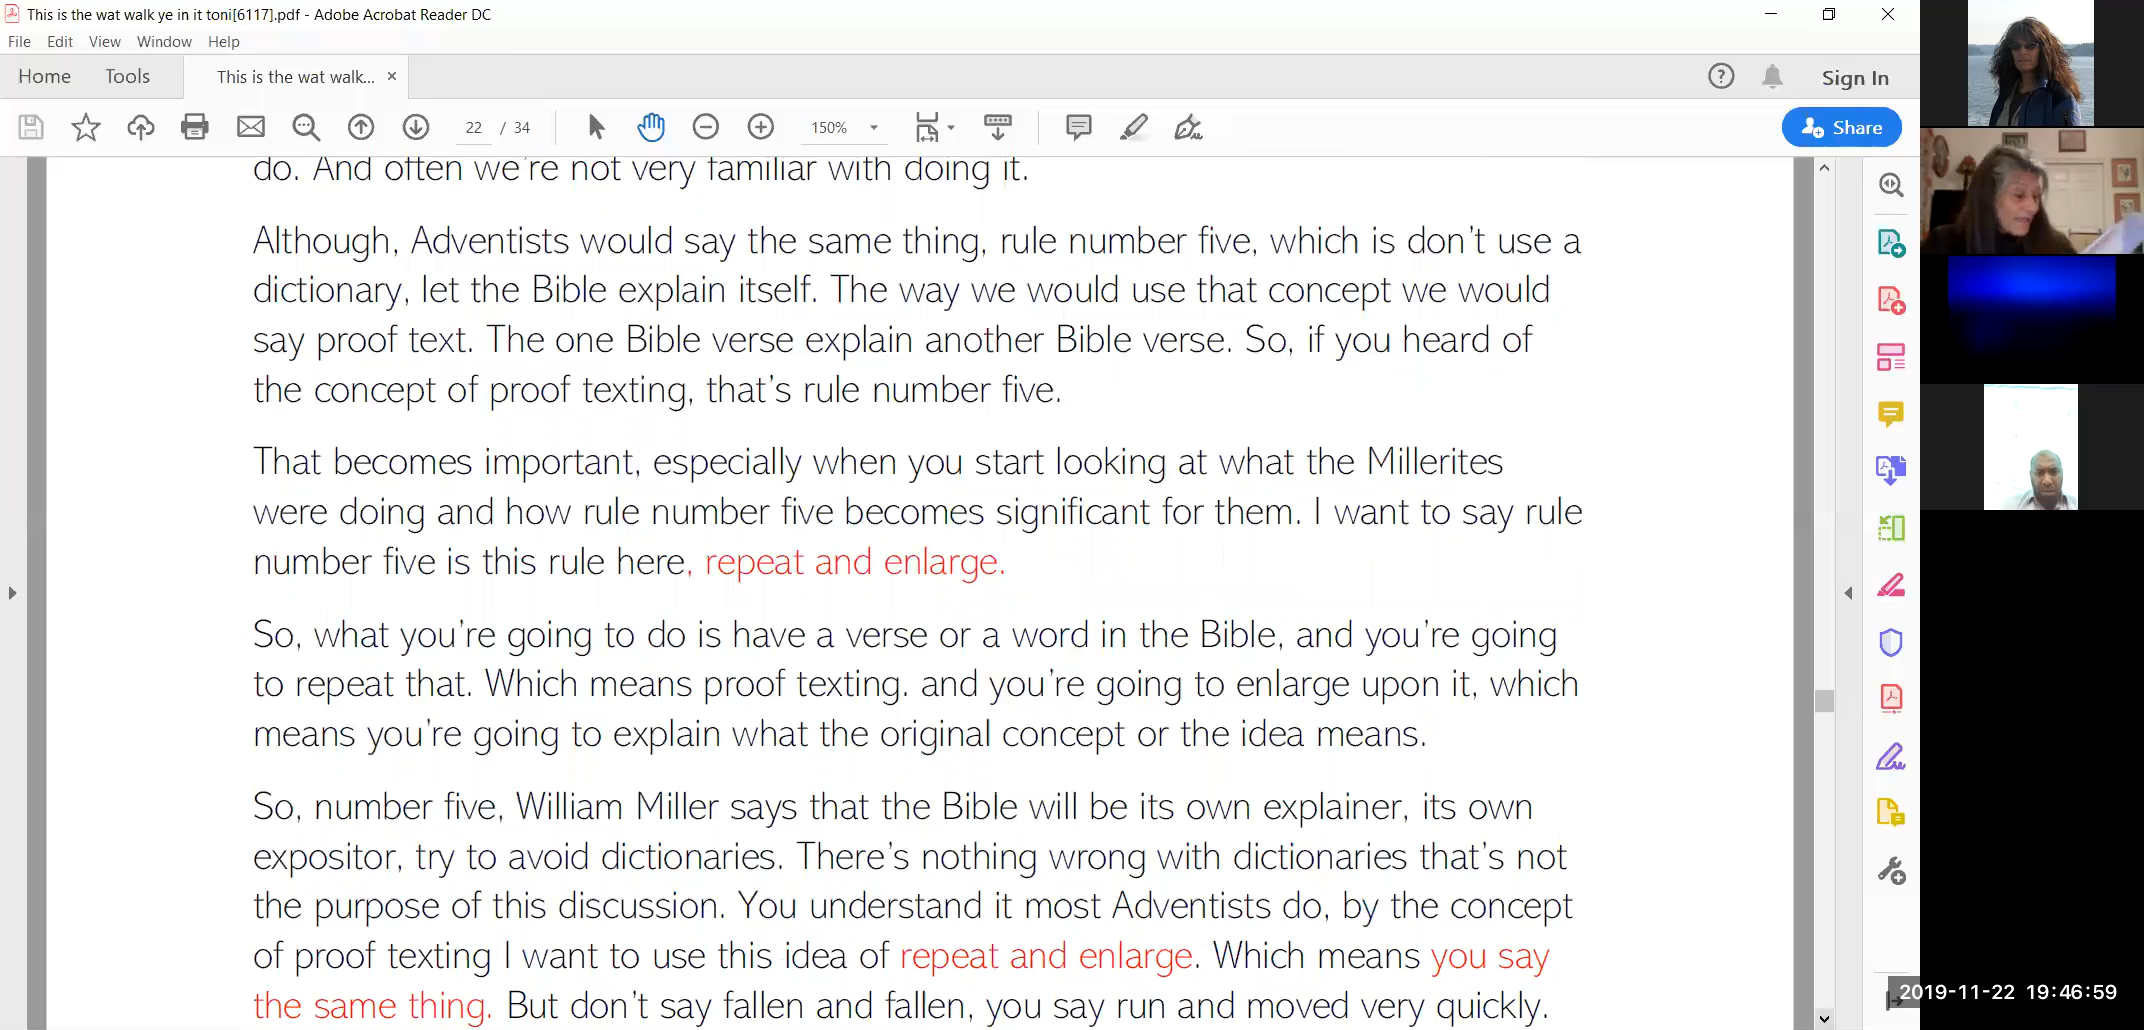 This is the wat walk ye in it toni[6117].pdf - Adobe Acrobat Reader DC
File Edit View Window Help
Home Tools This is the wat walk... × Sign In
22 / 34 150% Share
do. And often we're not very familiar with doing it.
Although, Adventists would say the same thing, rule number five, which is don't use a
dictionary, let the Bible explain itself. The way we would use that concept we would
say proof text. The one Bible verse explain another Bible verse. So, if you heard of
the concept of proof texting, that's rule number five.
That becomes important, especially when you start looking at what the Millerites
were doing and how rule number five becomes significant for them. I want to say rule
number five is this rule here, repeat and enlarge.
So, what you're going to do is have a verse or a word in the Bible, and you're going
to repeat that. Which means proof texting. and you're going to enlarge upon it, which
means you're going to explain what the original concept or the idea means.
So, number five, William Miller says that the Bible will be its own explainer, its own
expositor, try to avoid dictionaries. There's nothing wrong with dictionaries that's not
the purpose of this discussion. You understand it most Adventists do, by the concept
of proof texting I want to use this idea of repeat and enlarge. Which means you say
the same thing. But don't say fallen and fallen, you say run and moved very quickly.
2019-11-22 19:46:59